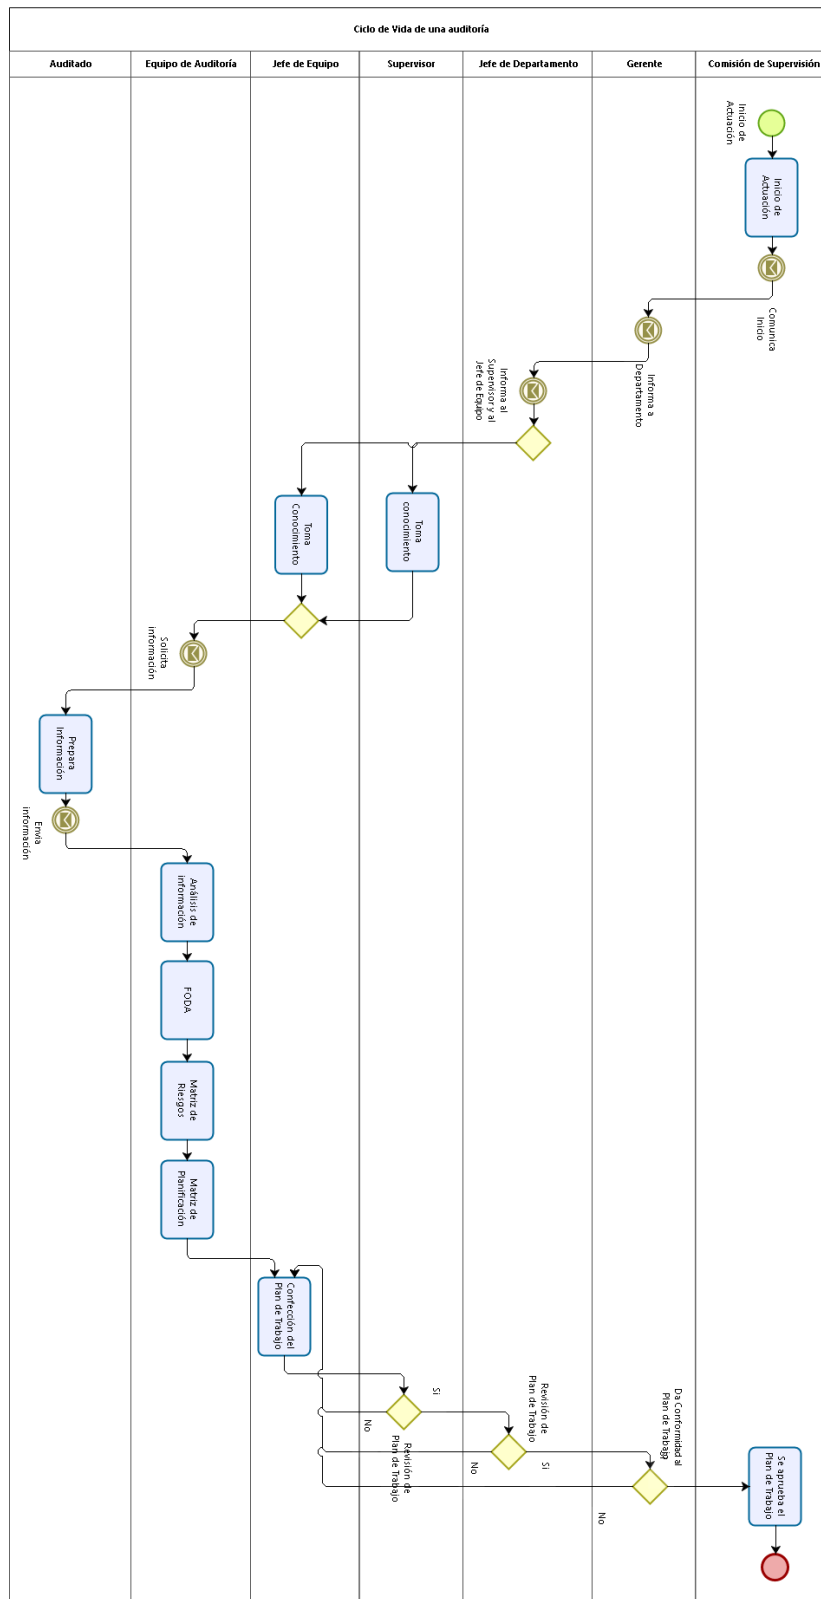 Ciclo de Vida de una auditoría
Auditado
Equipo de Auditoría
Jefe de Equipo
Supervisor
Jefe de Departamento
Gerente
Comisión de Supervisión
Inicio de
Actuación
Inicio de
Actuación
Comunica
Inicio
Informa a
Departamento
Informa al
Supervisor y al
Jefe de Equipo
Toma
conocimiento
Toma
Conocimiento
Solicita
información
Prepara
Información
Envia
información
Análisis de
información
FODA
Matriz de
Riesgos
Matriz de
Planificación
Confección del
Plan de Trabajo
Revisión de
Plan de Trabajo
Si
No
Revisión de
Plan de Trabajo
Si
No
Da Conformidad al
Plan de Trabajo
No
Se aprueba el
Plan de Trabajo